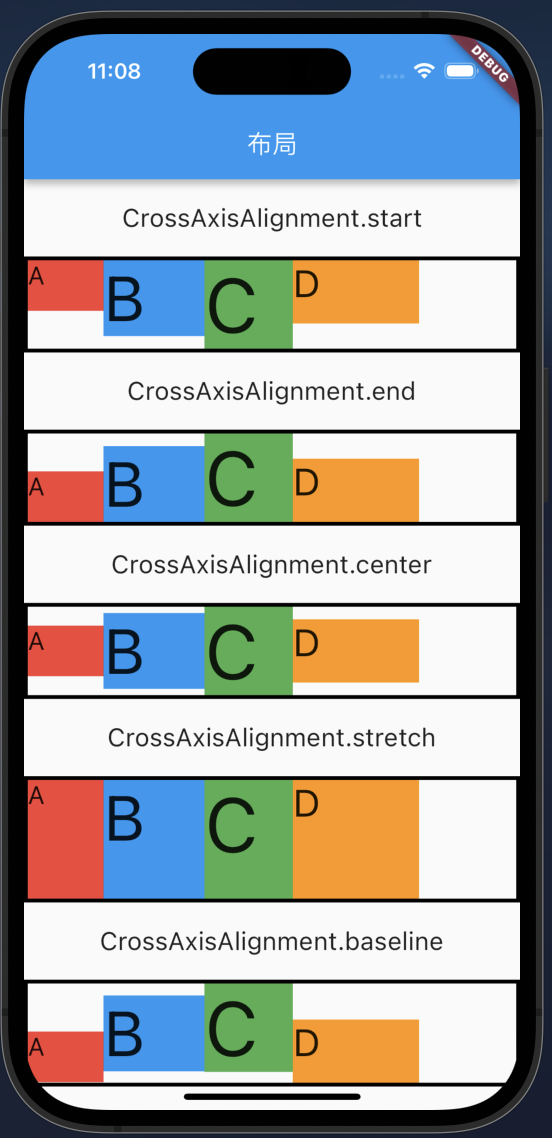 11:08
DEBUG
布局
CrossAxisAlignment.start
A B C D
CrossAxisAlignment.end
A B C D
CrossAxisAlignment.center
A B C D
CrossAxisAlignment.stretch
A B C D
CrossAxisAlignment.baseline
A B C D